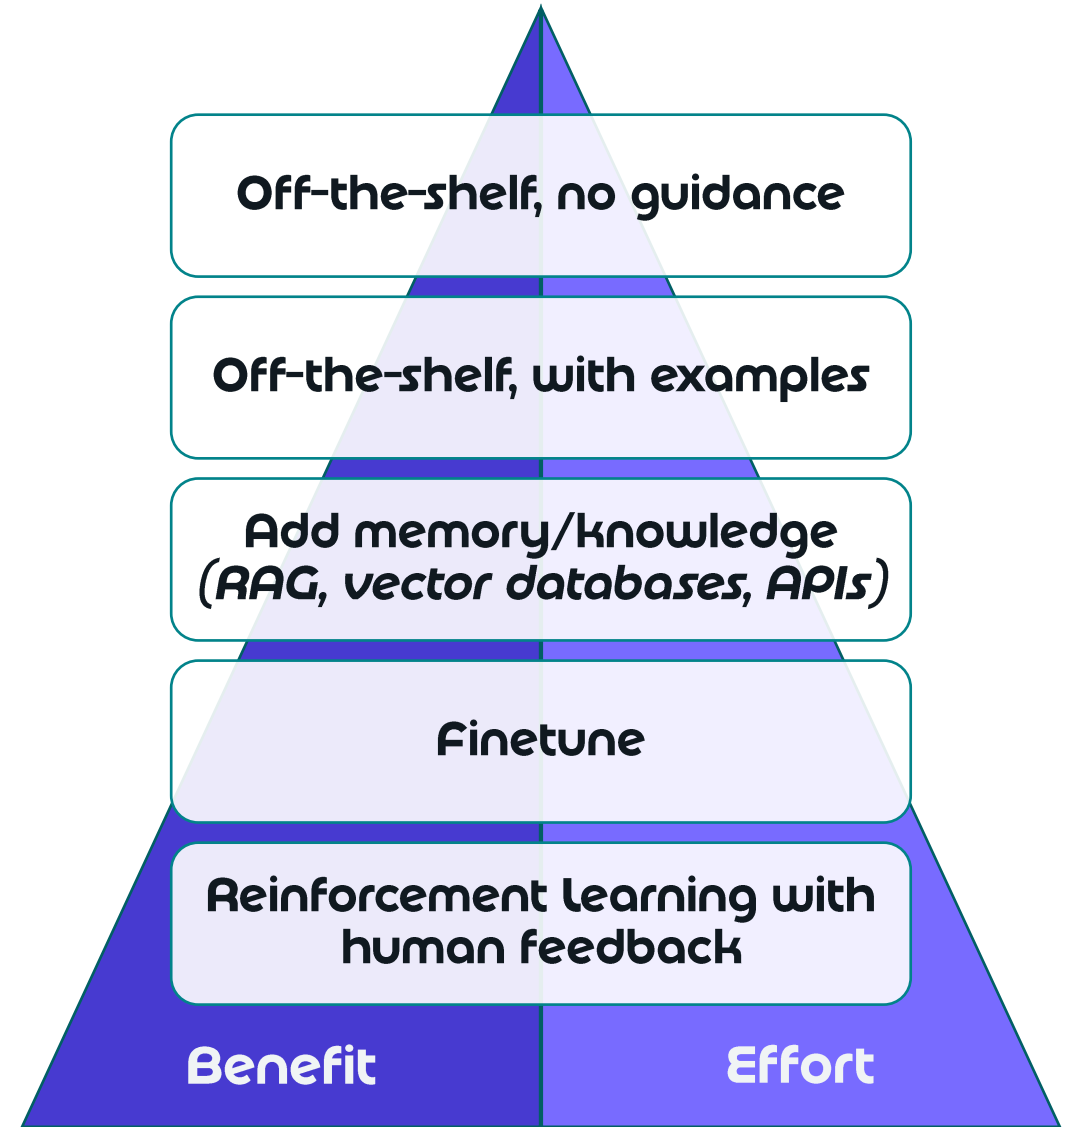 Off-the-shelf, no guidance
Off-the-shelf, with examples
Add memory/knowledge
(RAG, vector databases, APIs)
Finetune
Reinforcement Learning with
human feedback
Benefit
Effort